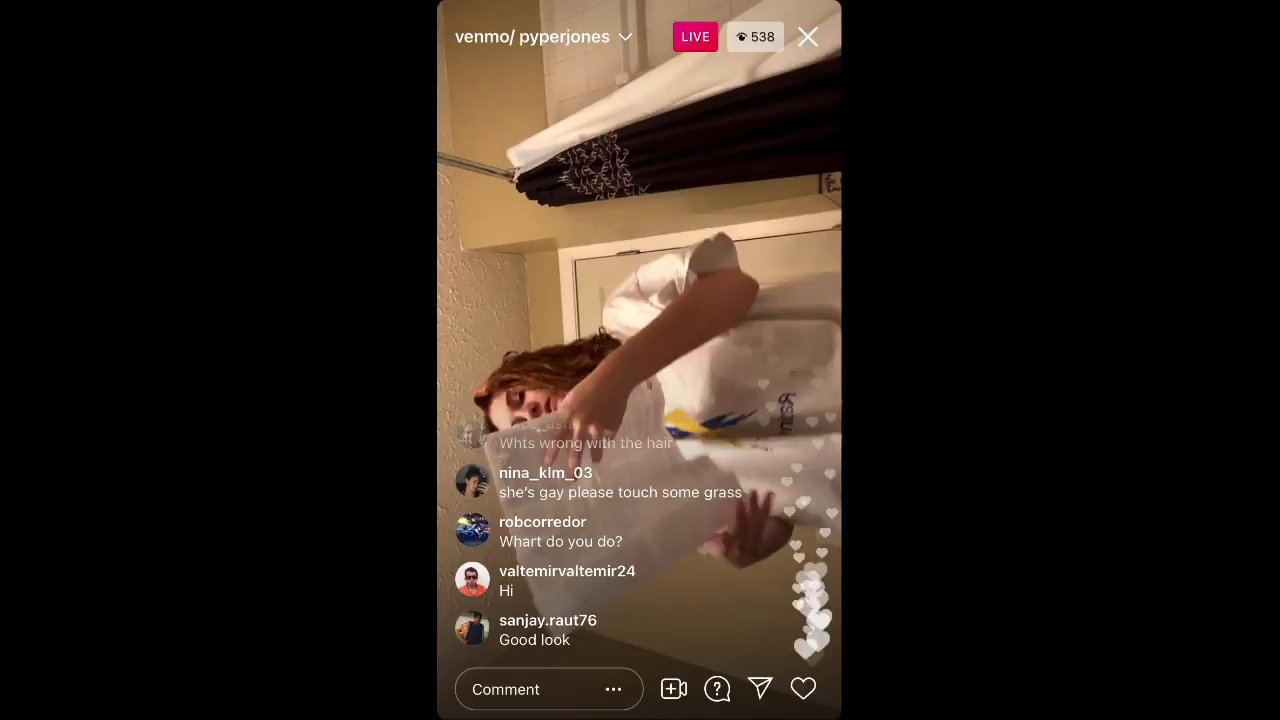 venmo/ pyperjones
LIVE
538
Whts wrong with the hair
nina_klm_03
she's gay please touch some grass
robcorredor
Whart do you do?
valtemirvaltemir24
Hi
sanjay.raut76
Good look
Comment